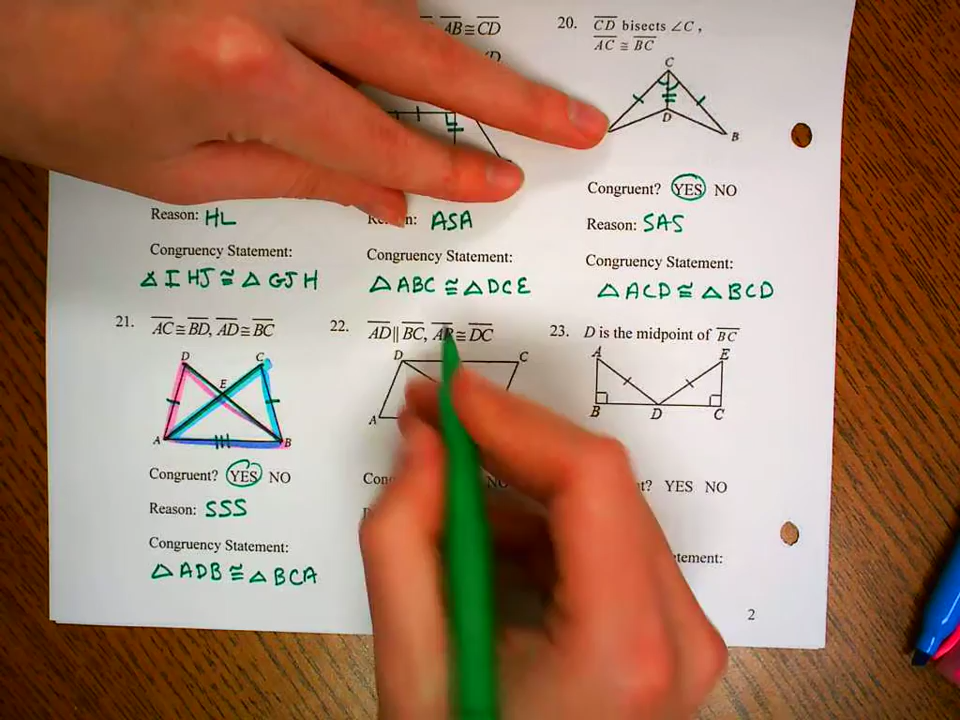 AB ≅ CD
20. CD bisects ∠C ,
AC ≅ BC
C
D
B
Congruent? YES NO
Reason: HL
ASA
Reason: SAS
Congruency Statement:
Congruency Statement:
Congruency Statement:
△ IHJ ≅ △ GJH
△ ABC ≅ △ DCE
△ ACD ≅ △ BCD
21. AC ≅ BD, AD ≅ BC
22. AD || BC, AB ≅ DC
23. D is the midpoint of BC
D C
E
A B
D C
A
A E
B D C
Congruent? YES NO
YES NO
Reason: SSS
Congruency Statement:
△ ADB ≅ △ BCA
2